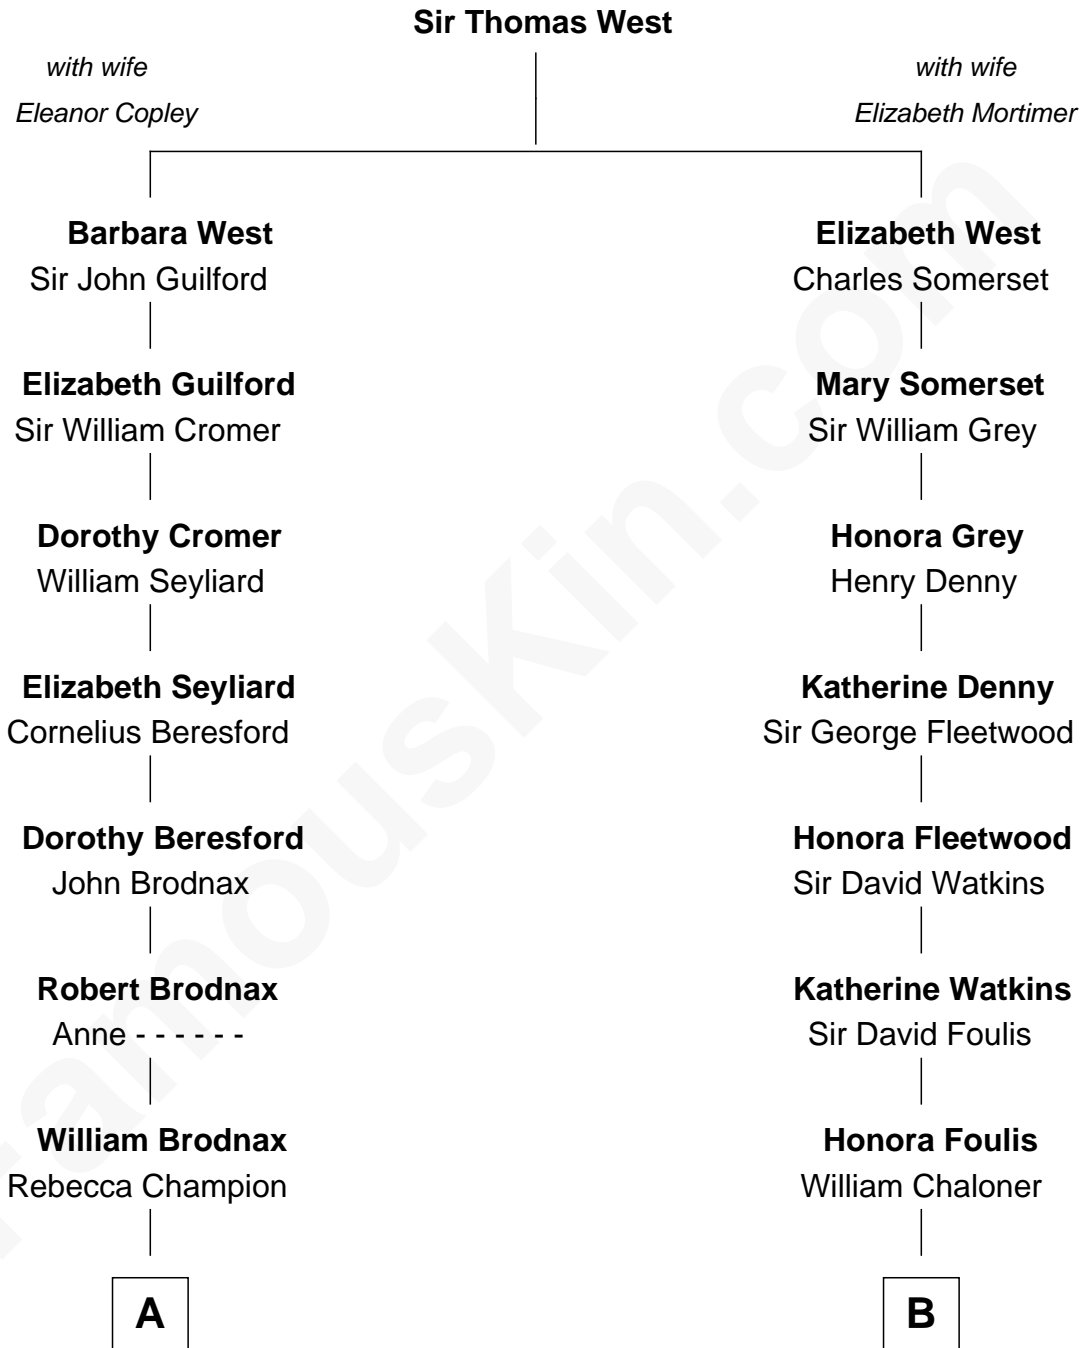 Sir Thomas West
with wife
Eleanor Copley
with wife
Elizabeth Mortimer
Barbara West
Sir John Guilford
Elizabeth West
Charles Somerset
Elizabeth Guilford
Sir William Cromer
Mary Somerset
Sir William Grey
Dorothy Cromer
William Seyliard
Honora Grey
Henry Denny
Elizabeth Seyliard
Cornelius Beresford
Katherine Denny
Sir George Fleetwood
Dorothy Beresford
John Brodnax
Honora Fleetwood
Sir David Watkins
Robert Brodnax
Anne - - - - - -
Katherine Watkins
Sir David Foulis
William Brodnax
Rebecca Champion
Honora Foulis
William Chaloner
A
B
FamousKin.com